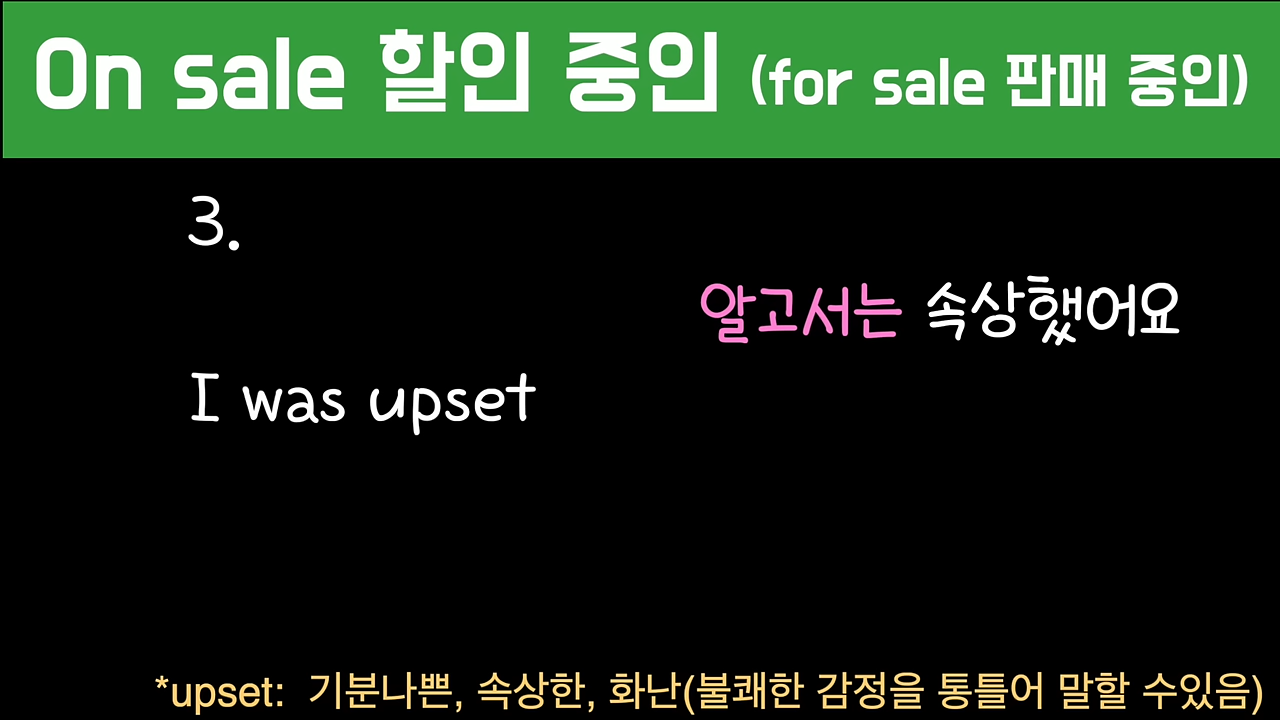 On sale 할인 중인 (for sale 판매 중인)
3.
알고서는 속상했어요
I was upset
*upset: 기분나쁜, 속상한, 화난(불쾌한 감정을 통틀어 말할 수있음)